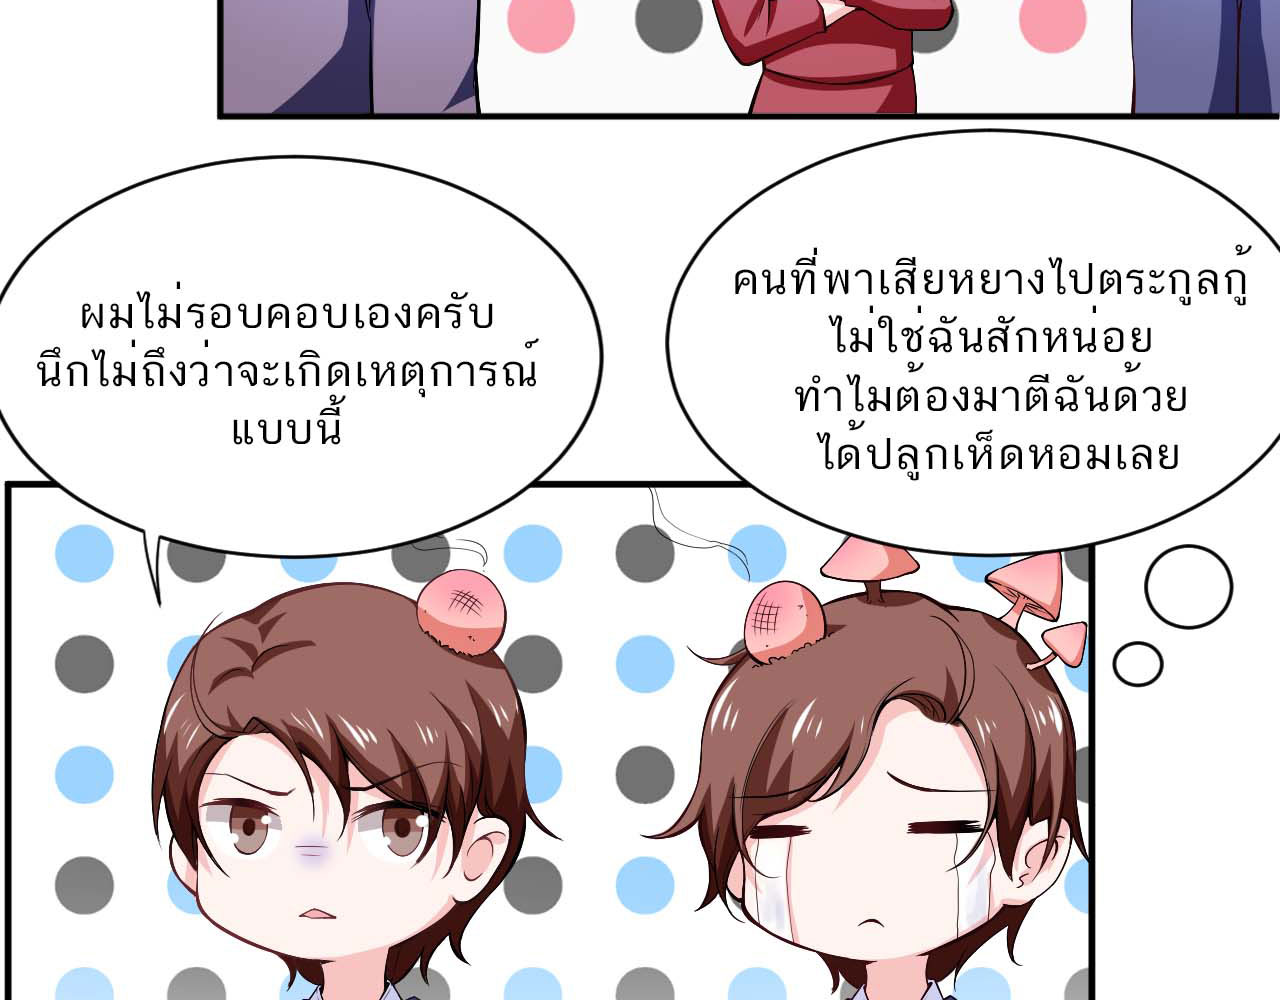 ผมไม่รอบคอบเองครับ
นึกไม่ถึงว่าจะเกิดเหตุการณ์
แบบนี้
คนที่พาเสียหยางไปตระกูลกู้
ไม่ใช่ฉันสักหน่อย
ทำไมต้องมาตีฉันด้วย
ได้ปลูกเห็ดหอมเลย